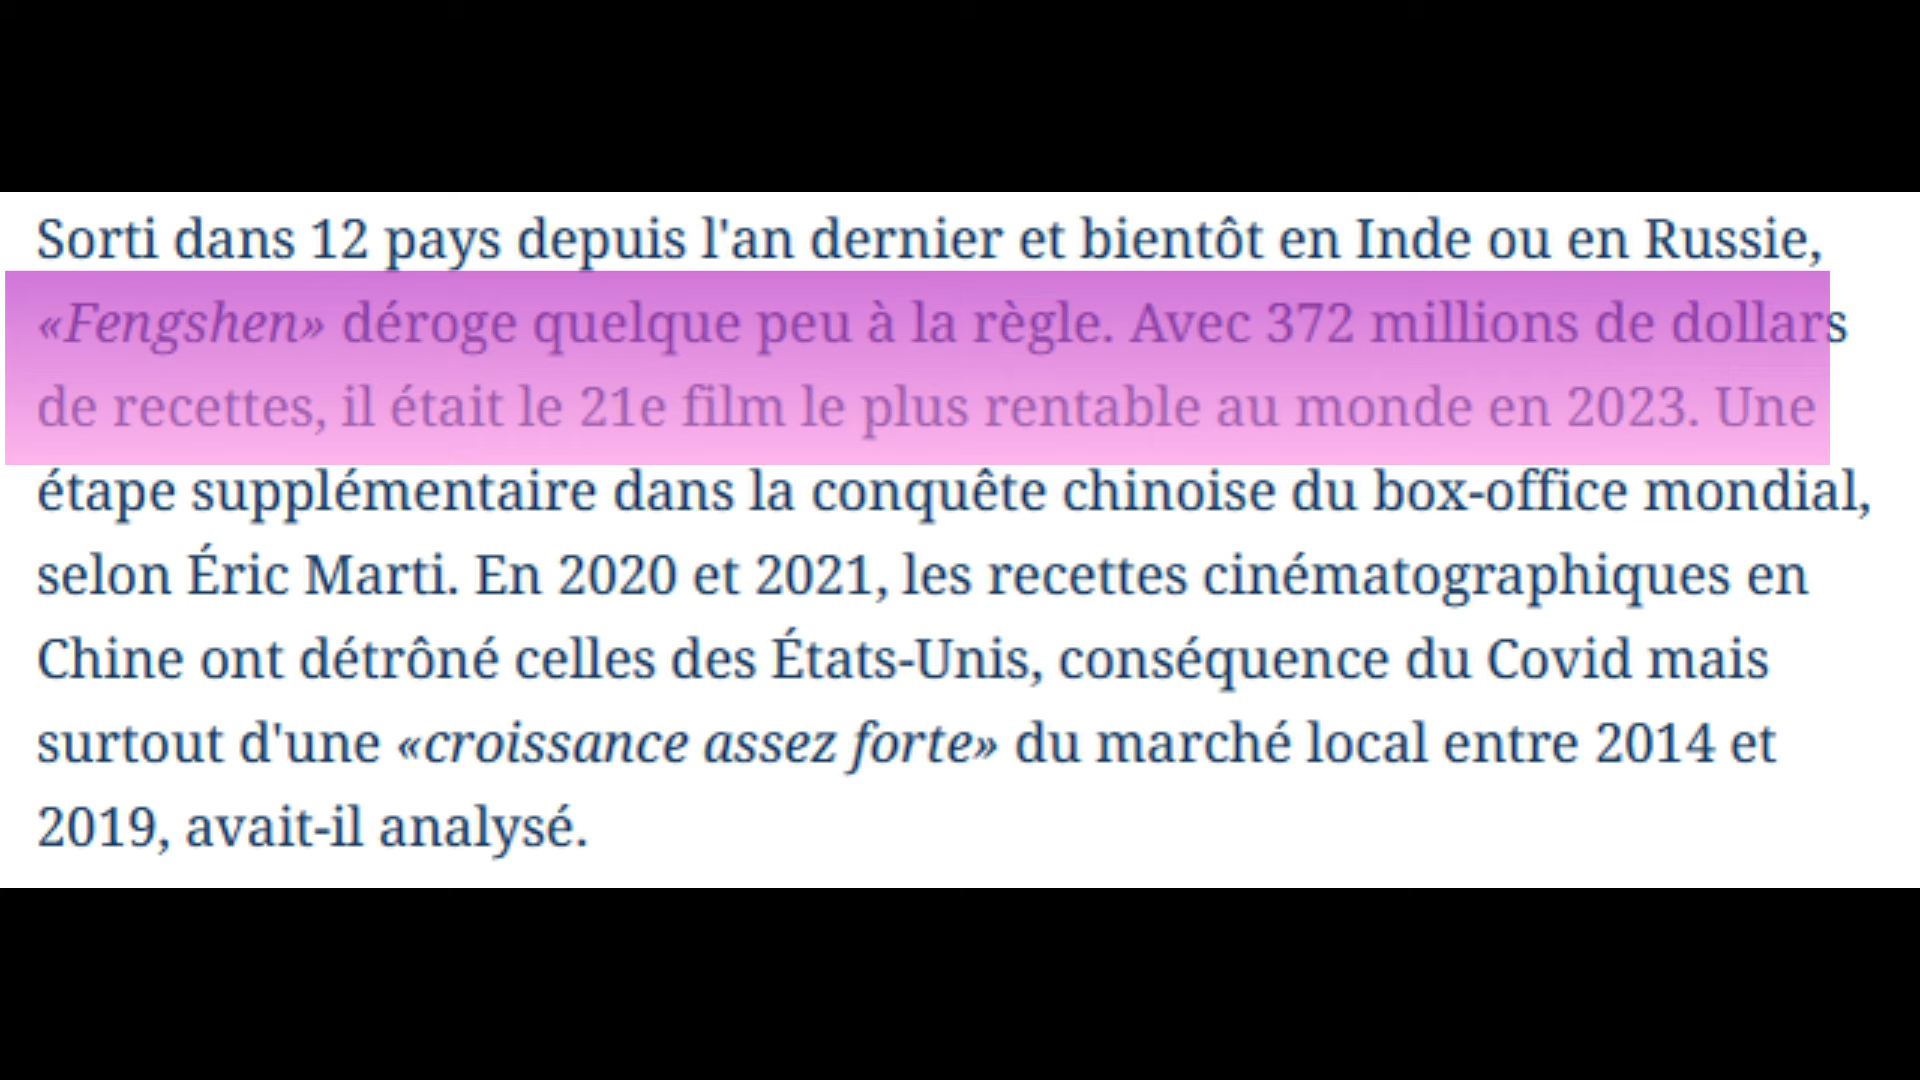 Sorti dans 12 pays depuis l'an dernier et bientôt en Inde ou en Russie,
«Fengshen» déroge quelque peu à la règle. Avec 372 millions de dollars
de recettes, il était le 21e film le plus rentable au monde en 2023. Une
étape supplémentaire dans la conquête chinoise du box-office mondial,
selon Éric Marti. En 2020 et 2021, les recettes cinématographiques en
Chine ont détrôné celles des États-Unis, conséquence du Covid mais
surtout d'une «croissance assez forte» du marché local entre 2014 et
2019, avait-il analysé.